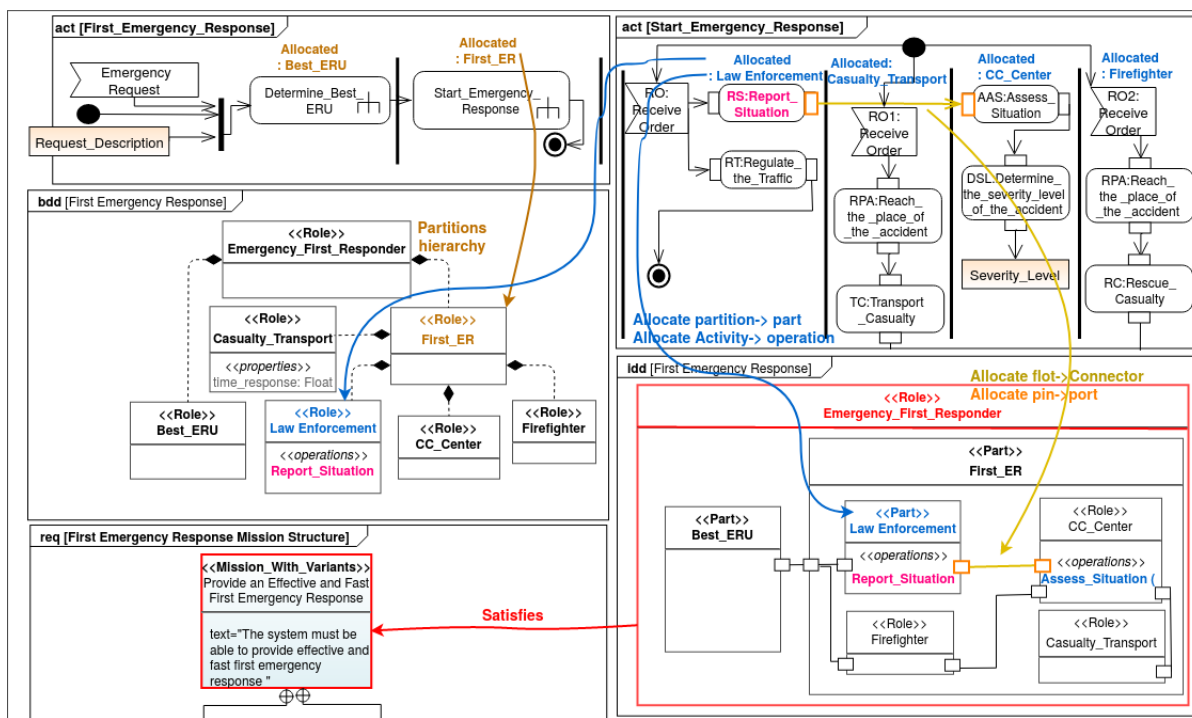 act [First_Emergency_Response]
Allocated
: Best_ERU
Allocated
: First_ER
Emergency
Request
Determine_Best_
ERU
Start_Emergency_
Response
Request_Description
act [Start_Emergency_Response]
Allocated
: Law Enforcement
Allocated:
Casualty_Transport
Allocated
: CC_Center
Allocated
: Firefighter
RO:
Receive
Order
RS:Report_
Situation
RO1:
Receive
Order
AAS:Assess_
Situation
RO2:
Receive
Order
RT:Regulate_
the_Traffic
RPA:Reach_
the _place_of
_the _accident
DSL:Determine_
the_severity_level
_of_the_accident
RPA:Reach_
the _place_of
_the _accident
Severity_Level
TC:Transport
_Casualty
RC:Rescue_
Casualty
Allocate partition-> part
Allocate Activity-> operation
bdd [First Emergency Response]
<<Role>>
Emergency_First_Responder
Partitions
hierarchy
<<Role>>
Casualty_Transport
<<properties>
time_response: Float
<<Role>>
First_ER
<<Role>>
Best_ERU
<<Role>>
Law Enforcement
<<operations>>
Report_Situation
<<Role>>
CC_Center
<<Role>>
Firefighter
Idd [First Emergency Response]
Allocate flot->Connector
Allocate pin->port
<<Role>>
Emergency_First_Responder
<<Part>>
First_ER
<<Part>>
Best_ERU
<<Part>>
Law Enforcement
<<operations>>
Report_Situation
<<Role>>
CC_Center
<<operations>>
Assess_Situation (
<<Role>>
Firefighter
<<Role>>
Casualty_Transport
req [First Emergency Response Mission Structure]
<<Mission_With_Variants>>
Provide an Effective and Fast
First Emergency Response
text="The system must be
able to provide effective and
fast first emergency
response "
Satisfies